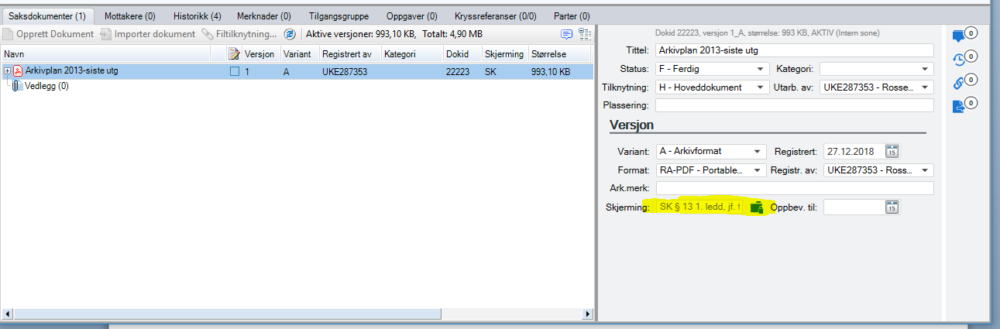 Saksdokumenter (1) Mottakere (0) Historikk (4) Merknader (0) Tilgangsgruppe Oppgaver (0) Kryssreferanser (0/0) Parter (0)
Opprett Dokument Importer dokument Filtilknytning... Aktive versjoner: 993,10 KB, Totalt: 4,90 MB
Navn Versjon Variant Registrert av Kategori Dokid Skjerming Størrelse
Arkivplan 2013-siste utg 1 A UKE287353 22223 SK 993,10 KB
Vedlegg (0)
Dokid 22223, versjon 1_A, størrelse: 993 KB, AKTIV (Intern sone)
Tittel: Arkivplan 2013-siste utg
Status: F - Ferdig Kategori:
Tilknytning: H - Hoveddokument Utarb. av: UKE287353 - Rosse...
Plassering:
Versjon
Variant: A - Arkivformat Registrert: 27.12.2018 15
Format: RA-PDF - Portable... Registr. av: UKE287353 - Ross...
Ark.merk:
Skjerming: SK § 13 1. ledd, jf. Oppbev. til: 15
0
0
0
0